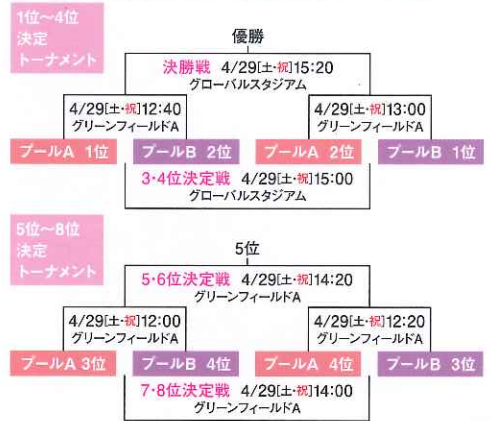 1位～4位
決定
トーナメント
優勝
決勝戦 4/29[土・祝]15:20
グローバルスタジアム
4/29[土・祝]12:40
グリーンフィールドA
4/29[土・祝]13:00
グリーンフィールドA
プールA 1位
プールB 2位
プールA 2位
プールB 1位
3・4位決定戦 4/29[土・祝]15:00
グローバルスタジアム
5位～8位
決定
トーナメント
5位
5・6位決定戦 4/29[土・祝]14:20
グリーンフィールドA
4/29[土・祝]12:00
グリーンフィールドA
4/29[土・祝]12:20
グリーンフィールドA
プールA 3位
プールB 4位
プールA 4位
プールB 3位
7・8位決定戦 4/29[土・祝]14:00
グリーンフィールドA